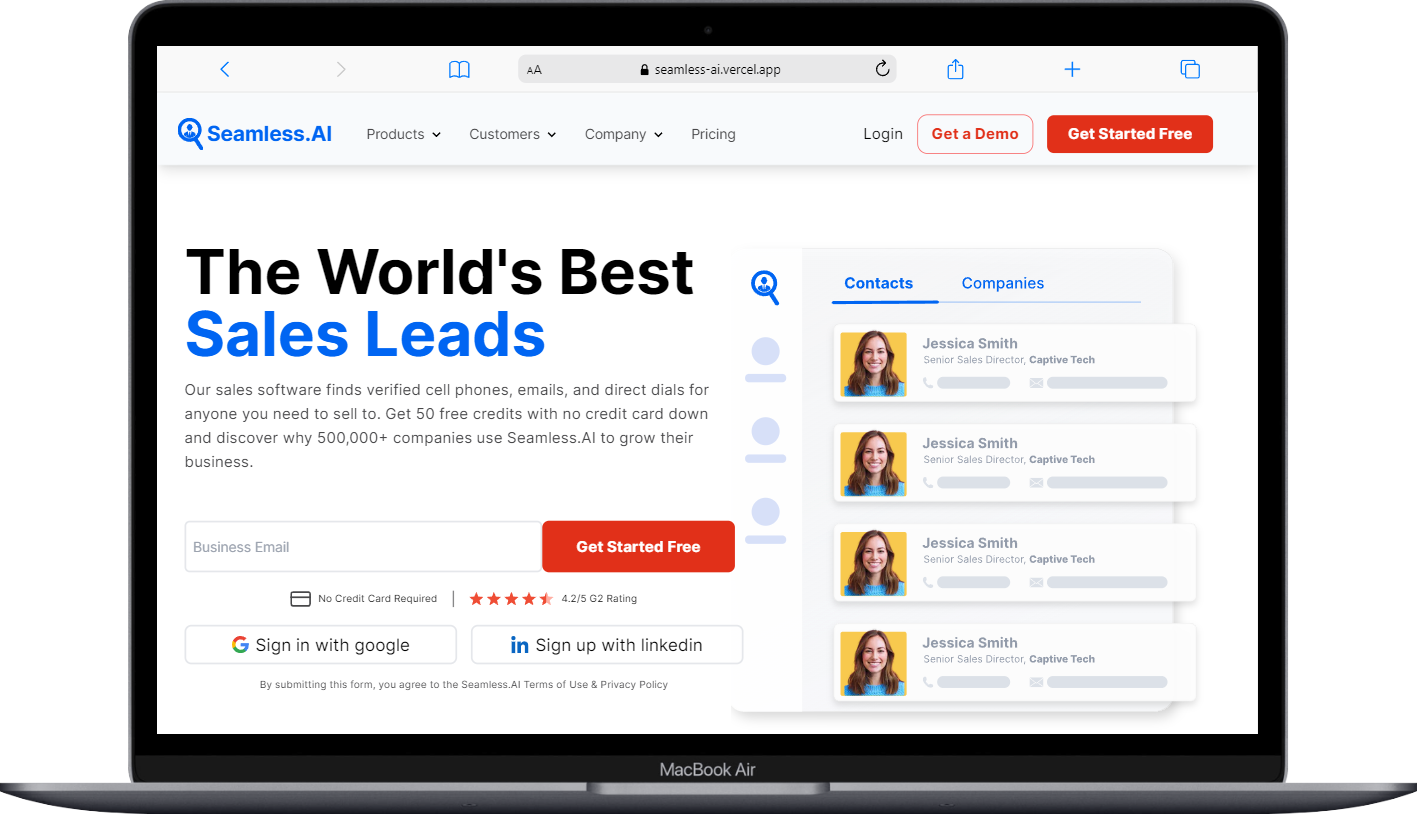 AA
seamless-ai.vercel.app
Seamless.AI
Products
Customers
Company
Pricing
Login
Get a Demo
Get Started Free
The World's Best
Sales Leads
Our sales software finds verified cell phones, emails, and direct dials for
anyone you need to sell to. Get 50 free credits with no credit card down
and discover why 500,000+ companies use Seamless.AI to grow their
business.
Business Email
Get Started Free
No Credit Card Required
4.2/5 G2 Rating
Sign in with google
in Sign up with linkedin
By submitting this form, you agree to the Seamless.AI Terms of Use & Privacy Policy
Contacts
Companies
Jessica Smith
Senior Sales Director, Captive Tech
Jessica Smith
Senior Sales Director, Captive Tech
Jessica Smith
Senior Sales Director, Captive Tech
Jessica Smith
Senior Sales Director, Captive Tech
MacBook Air